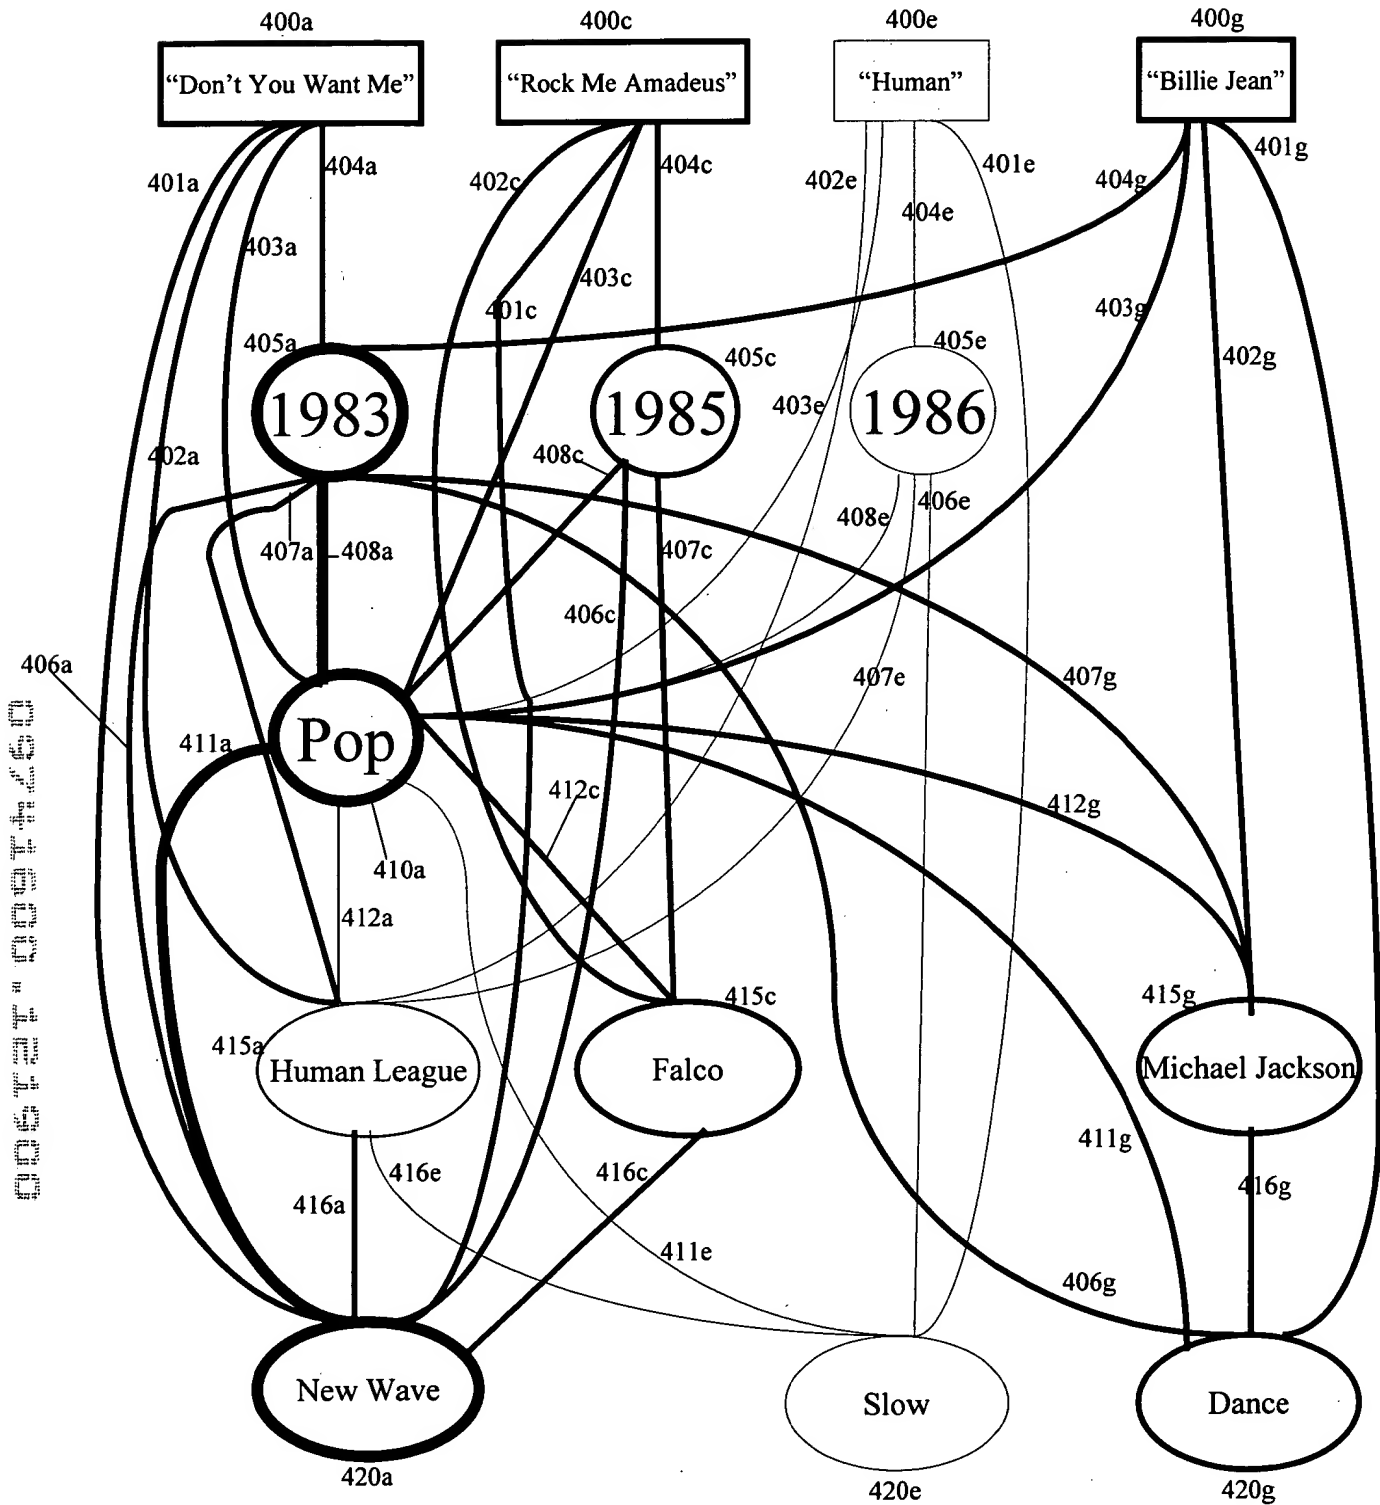 400a
400c
400e
400g
“Don’t You Want Me”
“Rock Me Amadeus”
“Human”
“Billie Jean”
401a
404a
402c
404c
402e
401e
404g
401g
404e
403a
403c
401c
403g
405a
405c
405e
402g
1983
1985
1986
403e
402a
408c
408e
406e
407a
408a
407c
406c
406a
407e
407g
Pop
411a
412c
412g
410a
412a
415c
415g
415a
Human League
Falco
Michael Jackson
411g
416e
416c
416a
416g
411e
406g
New Wave
Slow
Dance
420a
420e
420g
09741600.121900